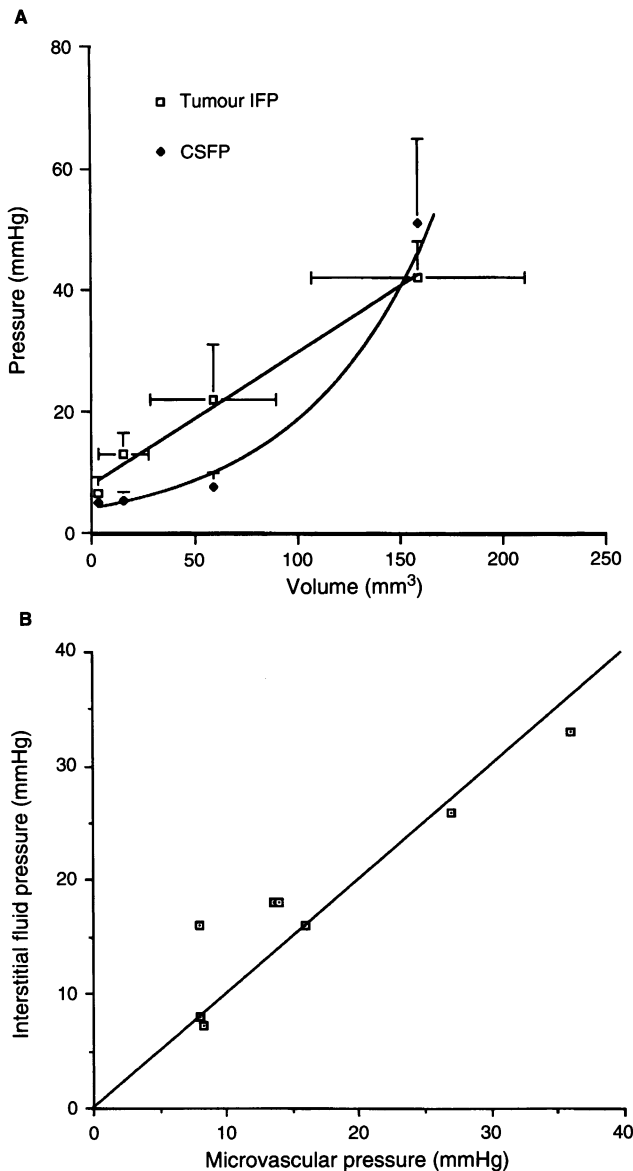 A
80
60
40
20
0
Pressure (mmHg)
Tumour IFP
CSFP
0 50 100 150 200 250
Volume (mm³)
B
40
30
20
10
0
Interstitial fluid pressure (mmHg)
0 10 20 30 40
Microvascular pressure (mmHg)